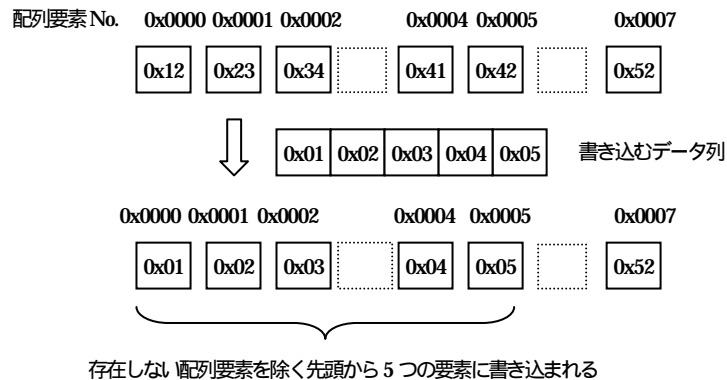 配列要素 No. 0x0000 0x0001 0x0002 0x0004 0x0005 0x0007
0x12 0x23 0x34 0x41 0x42 0x52
0x01 0x02 0x03 0x04 0x05 書き込むデータ列
0x0000 0x0001 0x0002 0x0004 0x0005 0x0007
0x01 0x02 0x03 0x04 0x05 0x52
存在しない配列要素を除く先頭から 5 つの要素に書き込まれる